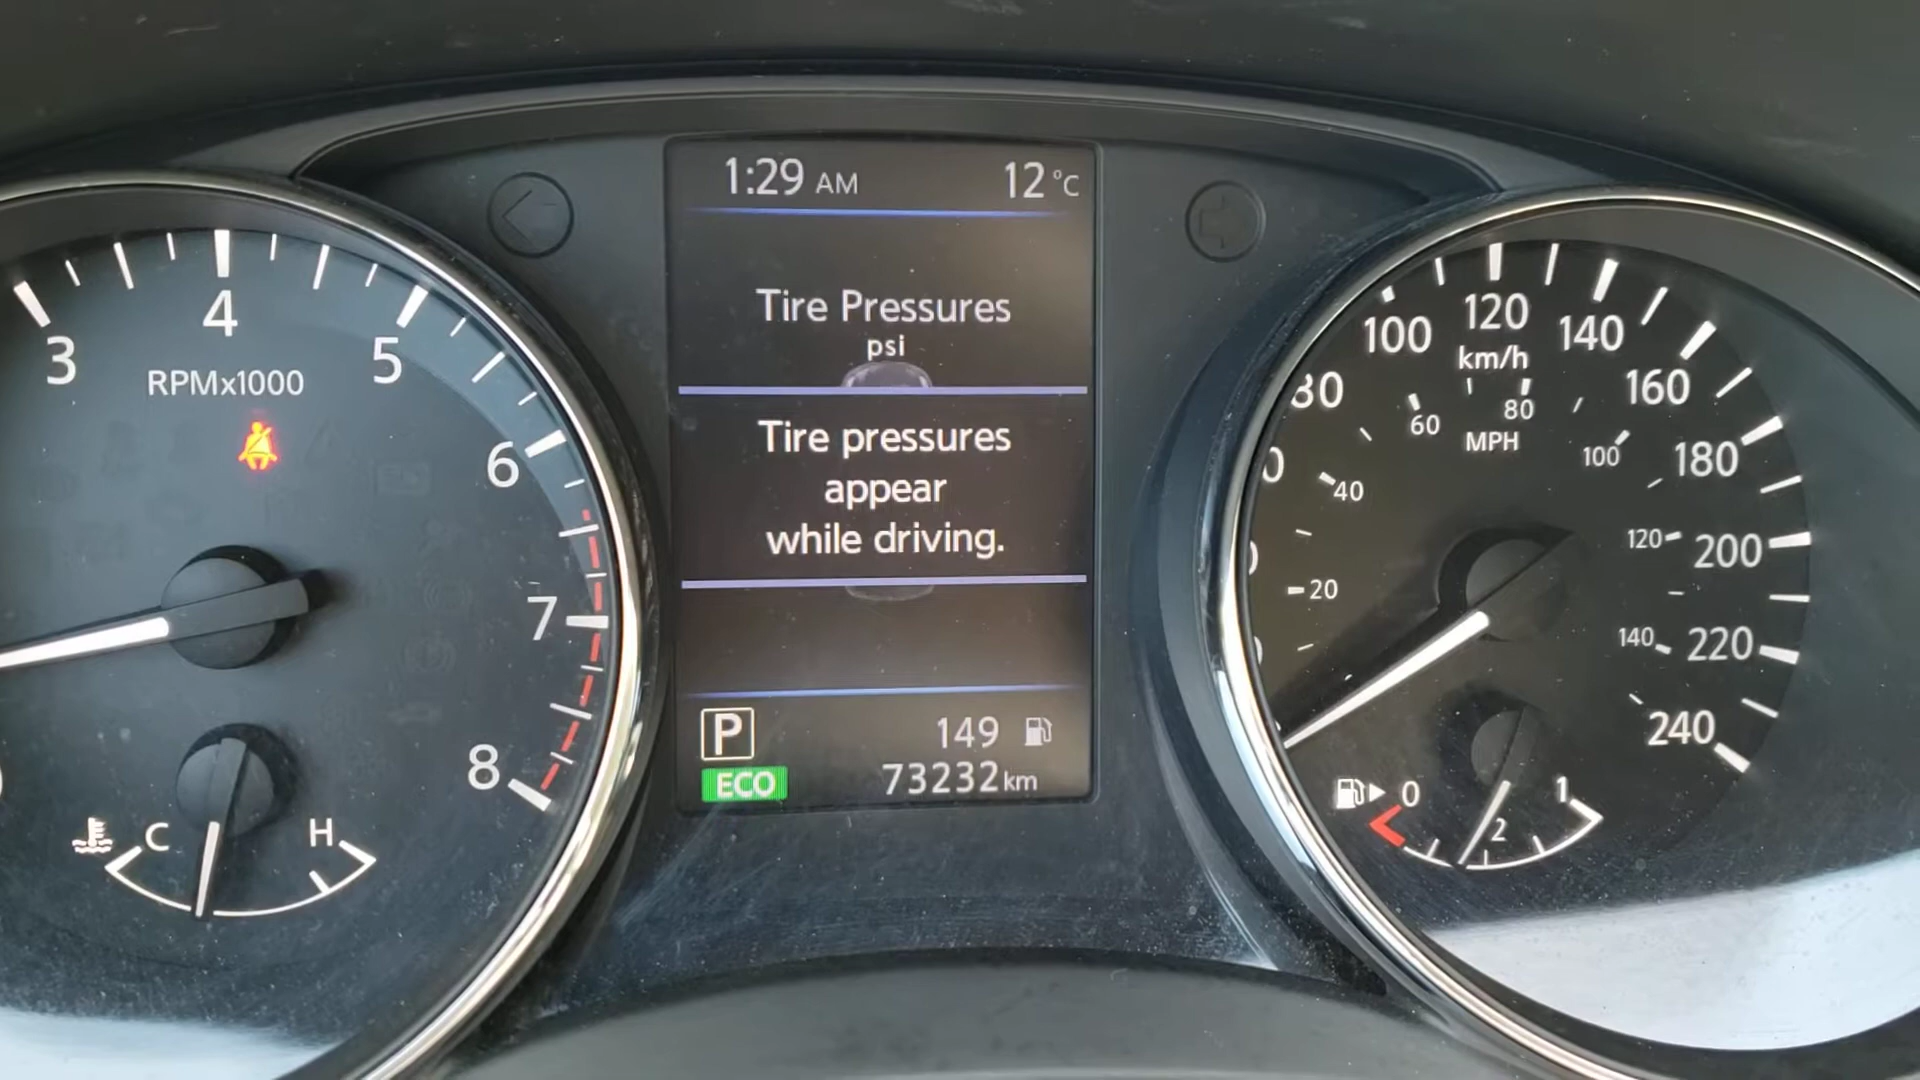 1:29 AM 12 °C
Tire Pressures
psi
Tire pressures
appear
while driving.
P 149
ECO 73232 km
3 4 5 6 7 8
RPMx1000
C H
80 100 120 140 160 180 200 220 240
km/h
20 40 60 80 100 120 140
MPH
0 2 1